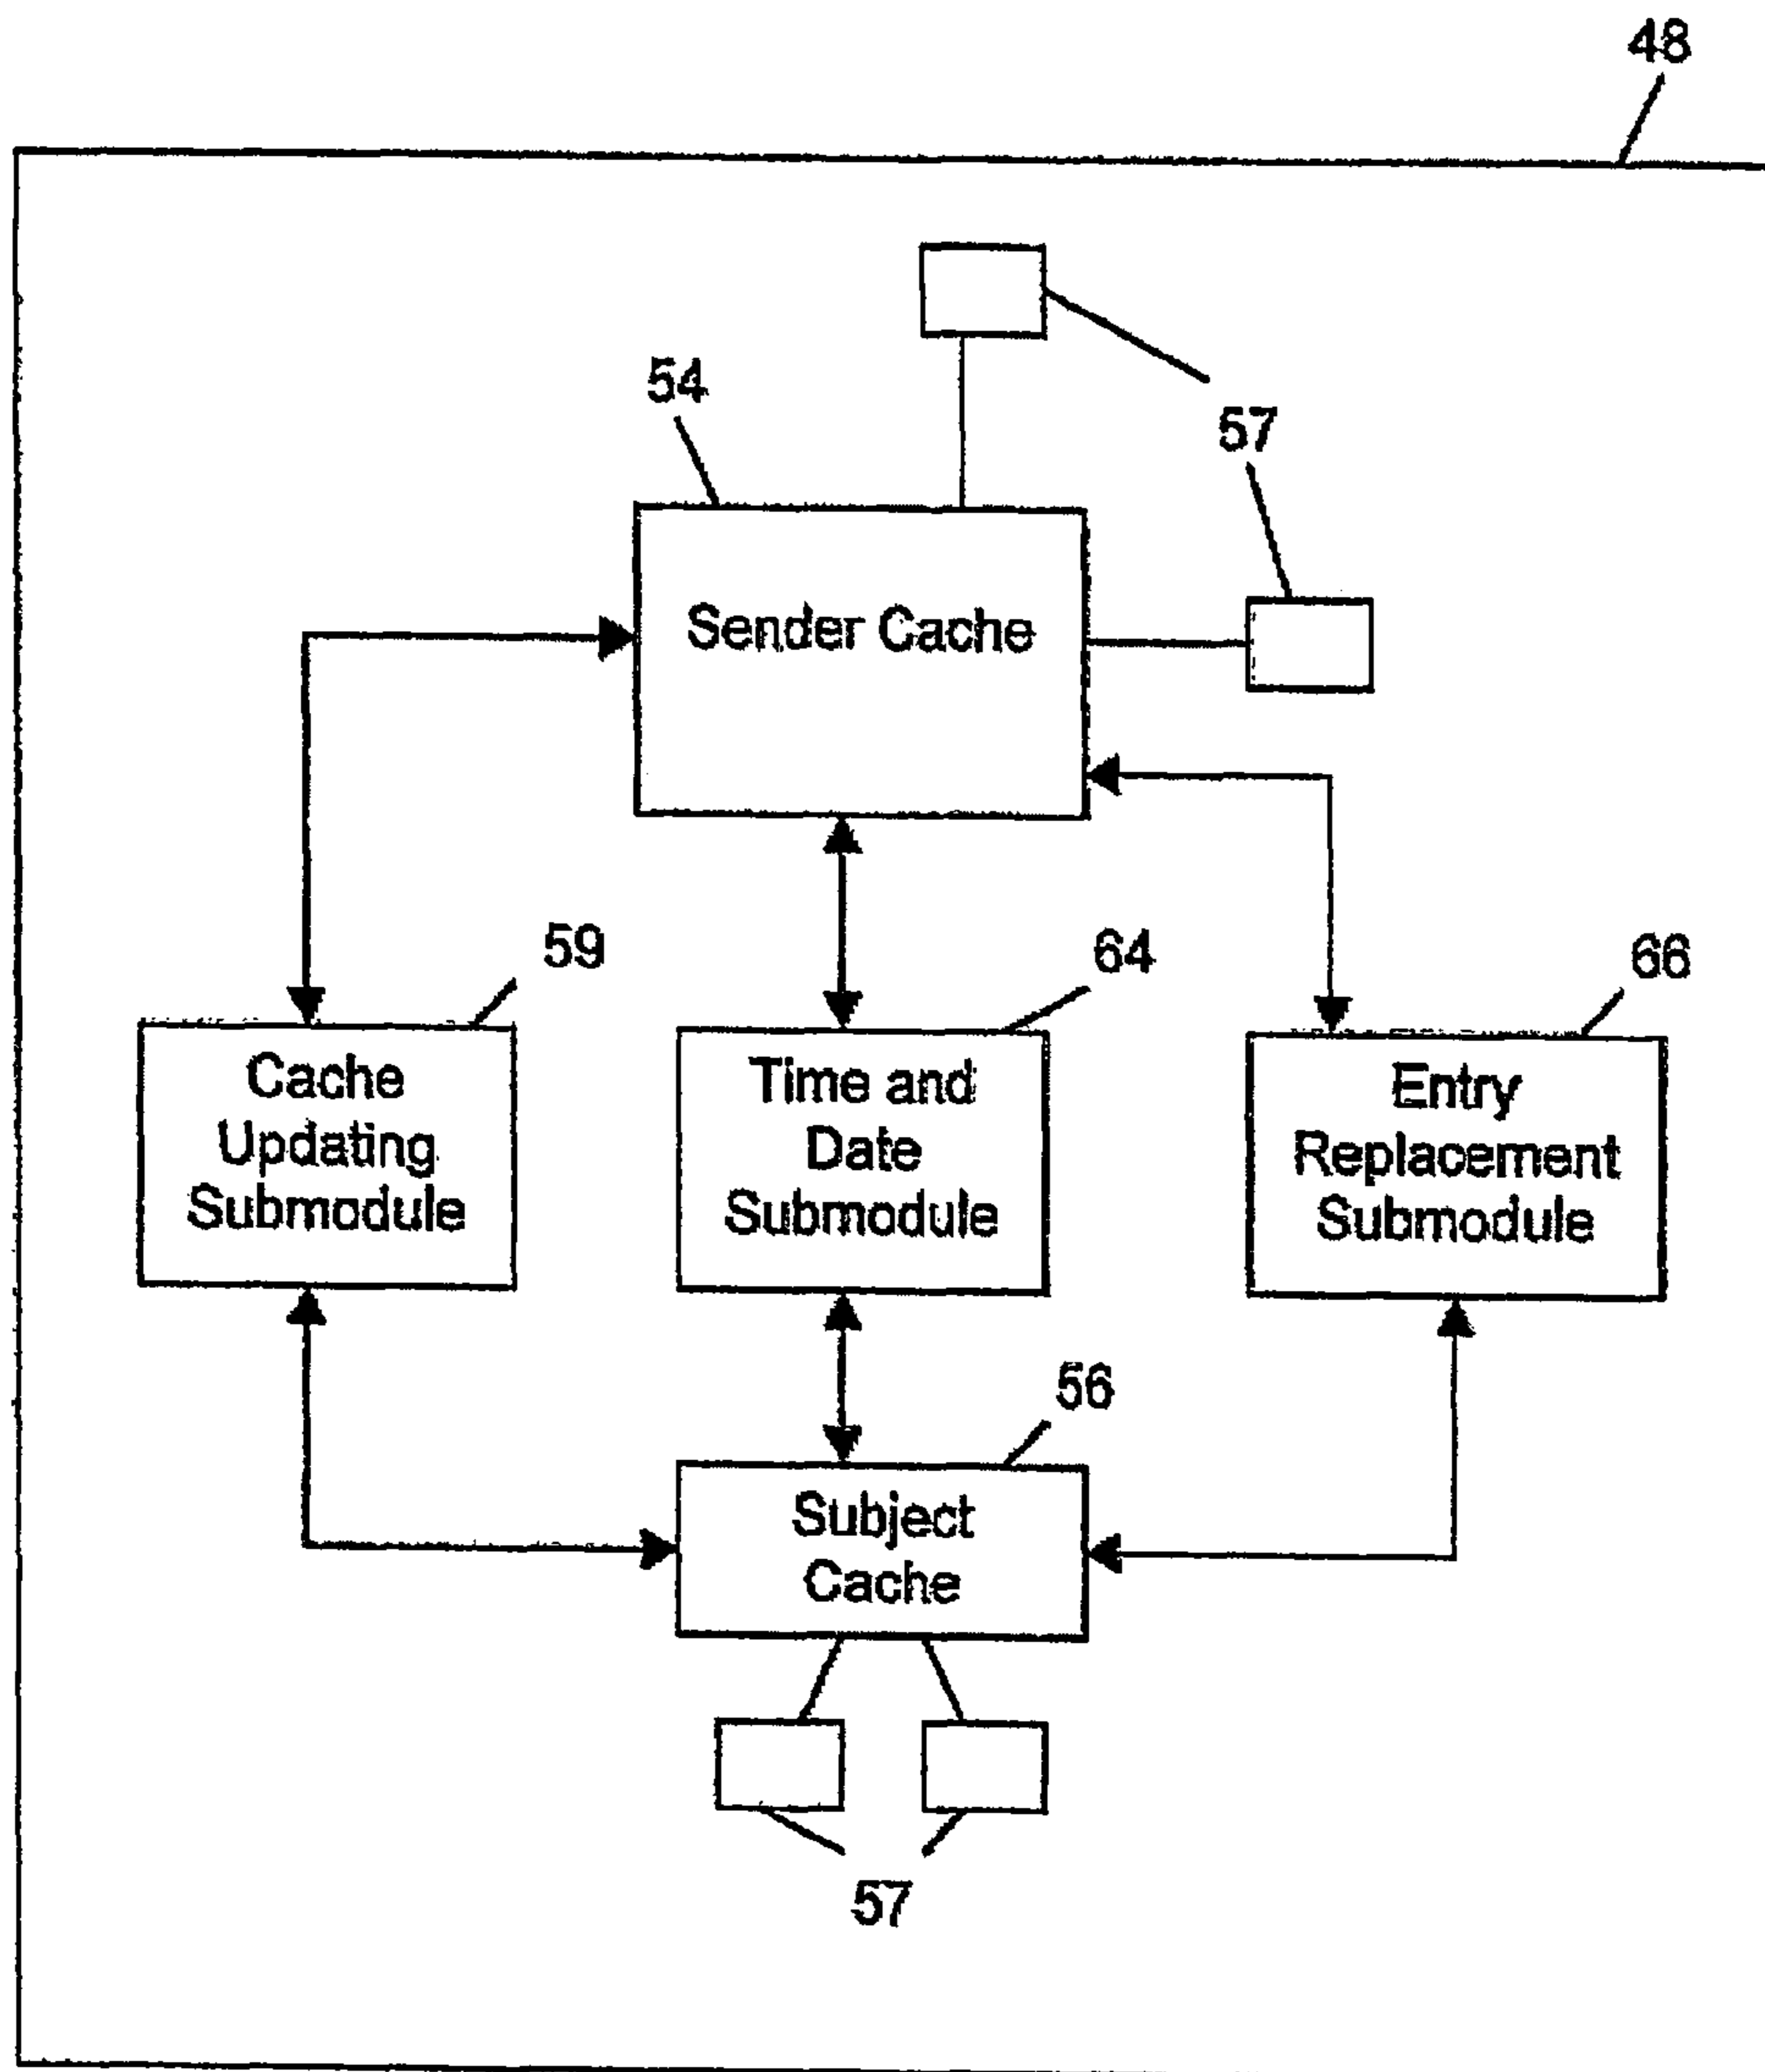 48
54
57
Sender Cache
59
64
66
Cache
Updating
Submodule
Time and
Date
Submodule
Entry
Replacement
Submodule
56
Subject
Cache
57